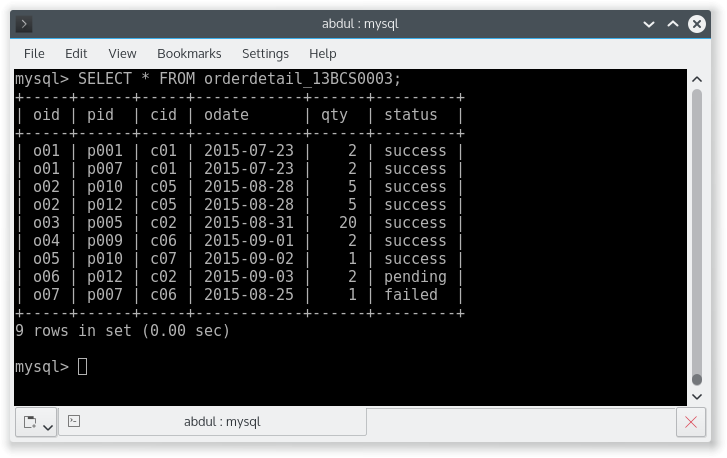 abdul : mysql
File Edit View Bookmarks Settings Help
mysql> SELECT * FROM orderdetail_13BCS0003;
+-----+------+-----+------------+------+---------+
| oid | pid  | cid | odate      | qty  | status  |
+-----+------+-----+------------+------+---------+
| o01 | p001 | c01 | 2015-07-23 |    2 | success |
| o01 | p007 | c01 | 2015-07-23 |    2 | success |
| o02 | p010 | c05 | 2015-08-28 |    5 | success |
| o02 | p012 | c05 | 2015-08-28 |    5 | success |
| o03 | p005 | c02 | 2015-08-31 |   20 | success |
| o04 | p009 | c06 | 2015-09-01 |    2 | success |
| o05 | p010 | c07 | 2015-09-02 |    1 | success |
| o06 | p012 | c02 | 2015-09-03 |    2 | pending |
| o07 | p007 | c06 | 2015-08-25 |    1 | failed  |
+-----+------+-----+------------+------+---------+
9 rows in set (0.00 sec)
mysql>
abdul : mysql